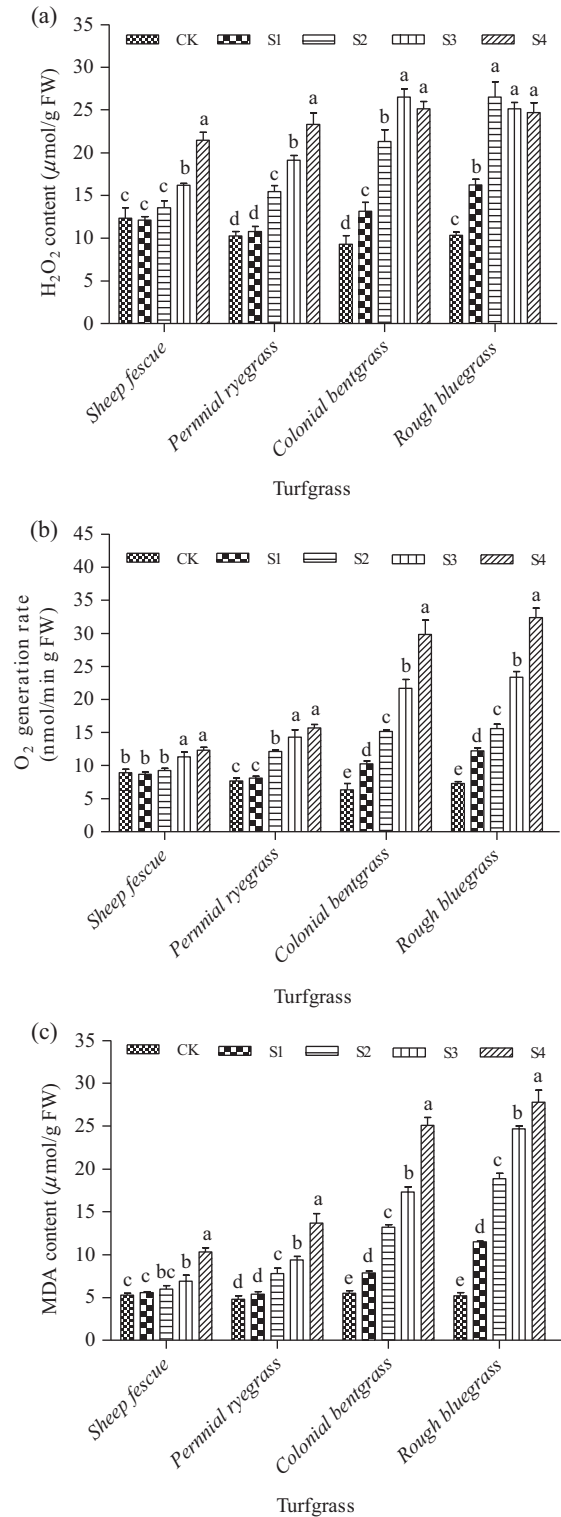 (a)
35
30
25
20
15
10
5
0
H₂O₂ content (μmol/g FW)
CK S1 S2 S3 S4
c c c b a
d d c b a
d c b a a
c b a a a
Sheep fescue
Pernnial ryegrass
Colonial bentgrass
Rough bluegrass
Turfgrass
(b)
45
40
35
30
25
20
15
10
5
0
O₂ generation rate
(nmol/min g FW)
CK S1 S2 S3 S4
b b b a a
c c b a a
e d c b a
e d c b a
Sheep fescue
Pernnial ryegrass
Colonial bentgrass
Rough bluegrass
Turfgrass
(c)
35
30
25
20
15
10
5
0
MDA content (μmol/g FW)
CK S1 S2 S3 S4
c c bc b a
d d c b a
e d c b a
e d c b a
Sheep fescue
Pernnial ryegrass
Colonial bentgrass
Rough bluegrass
Turfgrass